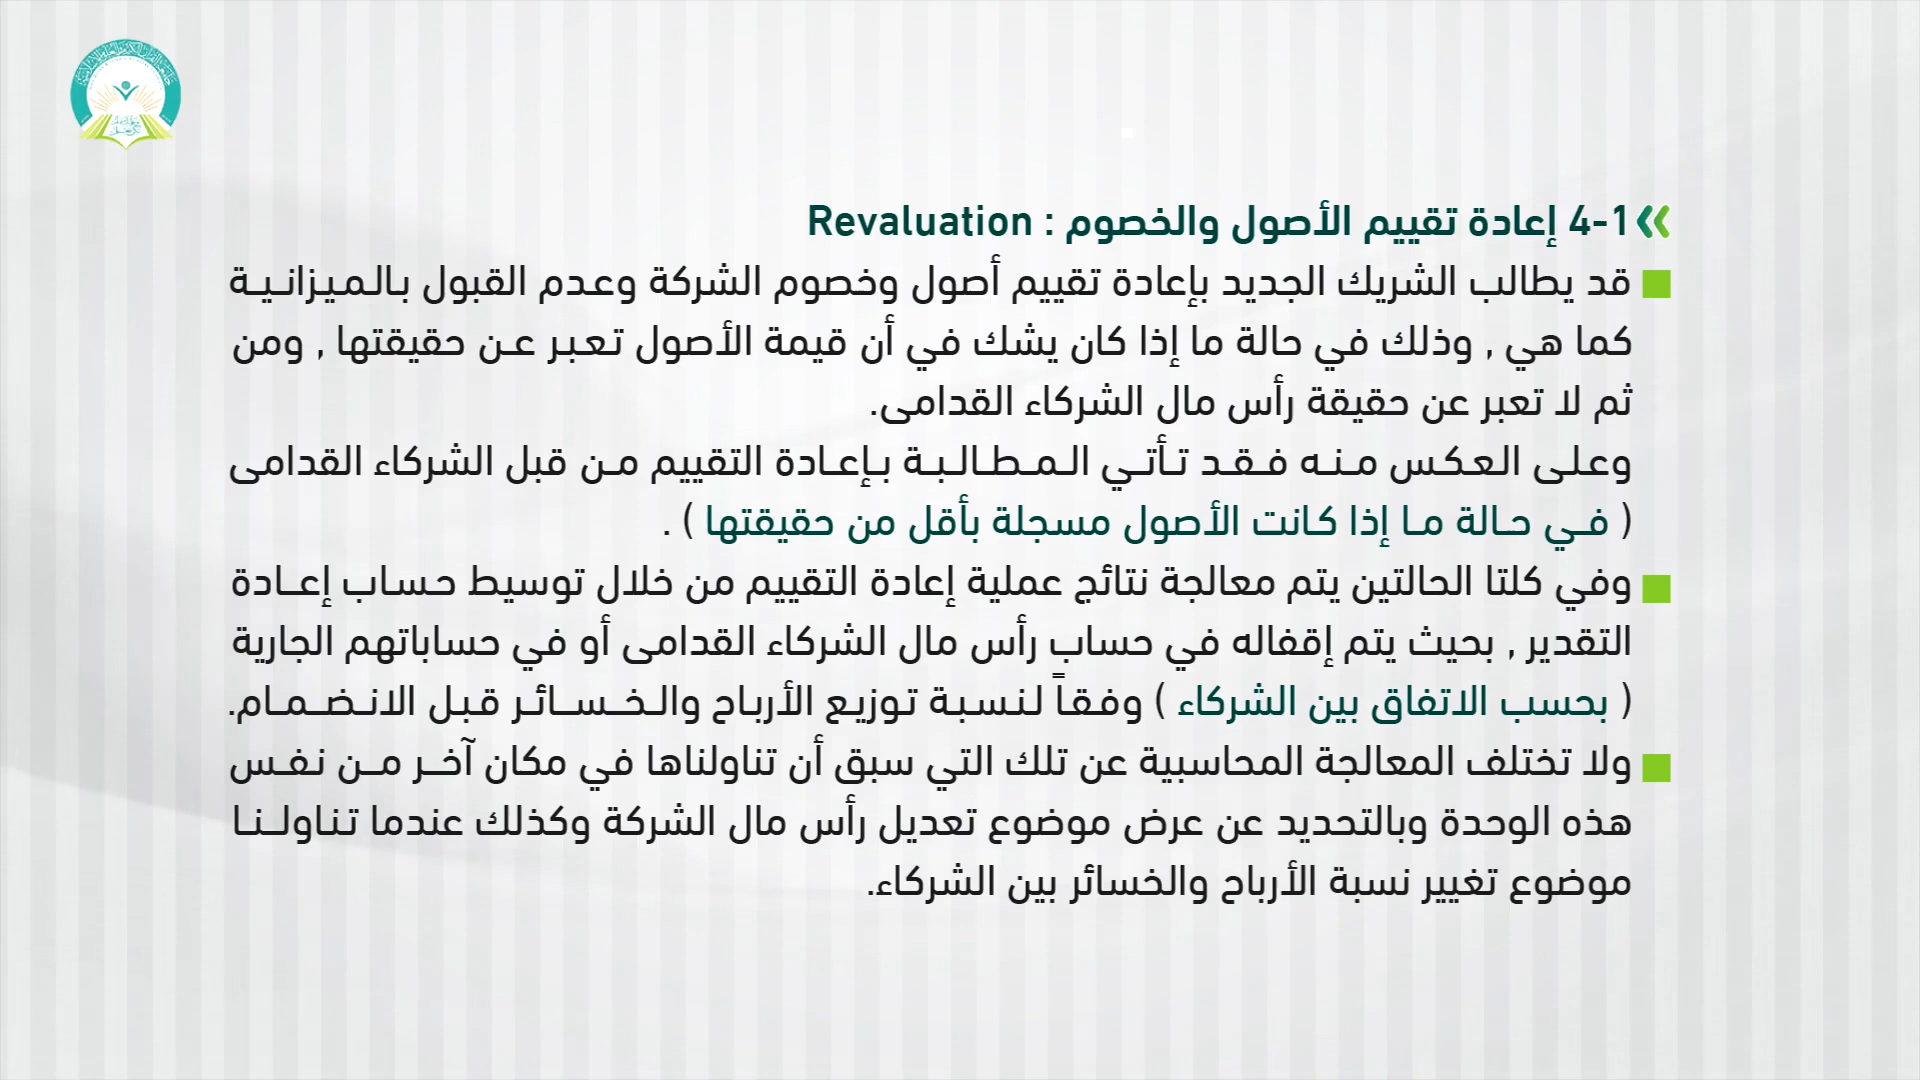 4-1 إعادة تقييم الأصول والخصوم : Revaluation
قد يطالب الشريك الجديد بإعادة تقييم أصول وخصوم الشركة وعدم القبول بالميزانية
كما هي , وذلك في حالة ما إذا كان يشك في أن قيمة الأصول تعبر عن حقيقتها , ومن
ثم لا تعبر عن حقيقة رأس مال الشركاء القدامى.
وعلى العكس منه فقد تأتي المطالبة بإعادة التقييم من قبل الشركاء القدامى
( في حالة ما إذا كانت الأصول مسجلة بأقل من حقيقتها ) .
وفي كلتا الحالتين يتم معالجة نتائج عملية إعادة التقييم من خلال توسيط حساب إعادة
التقدير , بحيث يتم إقفاله في حساب رأس مال الشركاء القدامى أو في حساباتهم الجارية
( بحسب الاتفاق بين الشركاء ) وفقاً لنسبة توزيع الأرباح والخسائر قبل الانضمام.
ولا تختلف المعالجة المحاسبية عن تلك التي سبق أن تناولناها في مكان آخر من نفس
هذه الوحدة وبالتحديد عن عرض موضوع تعديل رأس مال الشركة وكذلك عندما تناولنا
موضوع تغيير نسبة الأرباح والخسائر بين الشركاء.